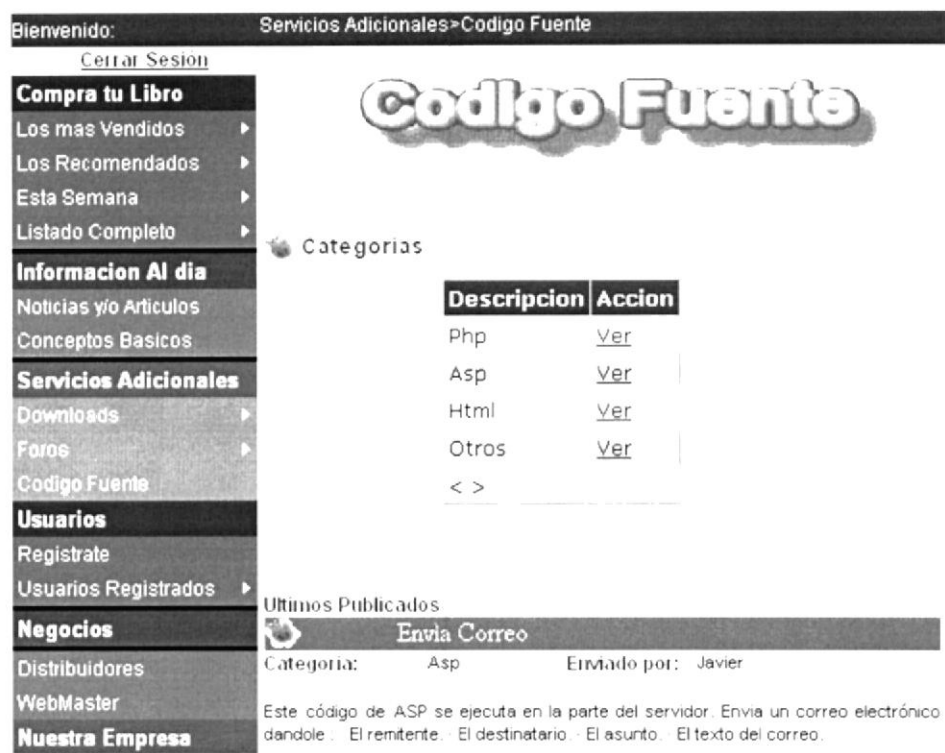 Bienvenido:
Servicios Adicionales>Codigo Fuente
Cerrar Sesion
Compra tu Libro
Los mas Vendidos
Los Recomendados
Esta Semana
Listado Completo
Informacion Al dia
Noticias y/o Articulos
Conceptos Basicos
Servicios Adicionales
Downloads
Foros
Codigo Fuente
Usuarios
Registrate
Usuarios Registrados
Negocios
Distribuidores
WebMaster
Nuestra Empresa
Codigo Fuente
Categorias
Descripcion Accion
Php Ver
Asp Ver
Html Ver
Otros Ver
< >
Ultimos Publicados
Envia Correo
Categoria: Asp Enviado por: Javier
Este código de ASP se ejecuta en la parte del servidor. Envia un correo electrónico
dandole : El remitente. · El destinatario. · El asunto. · El texto del correo.